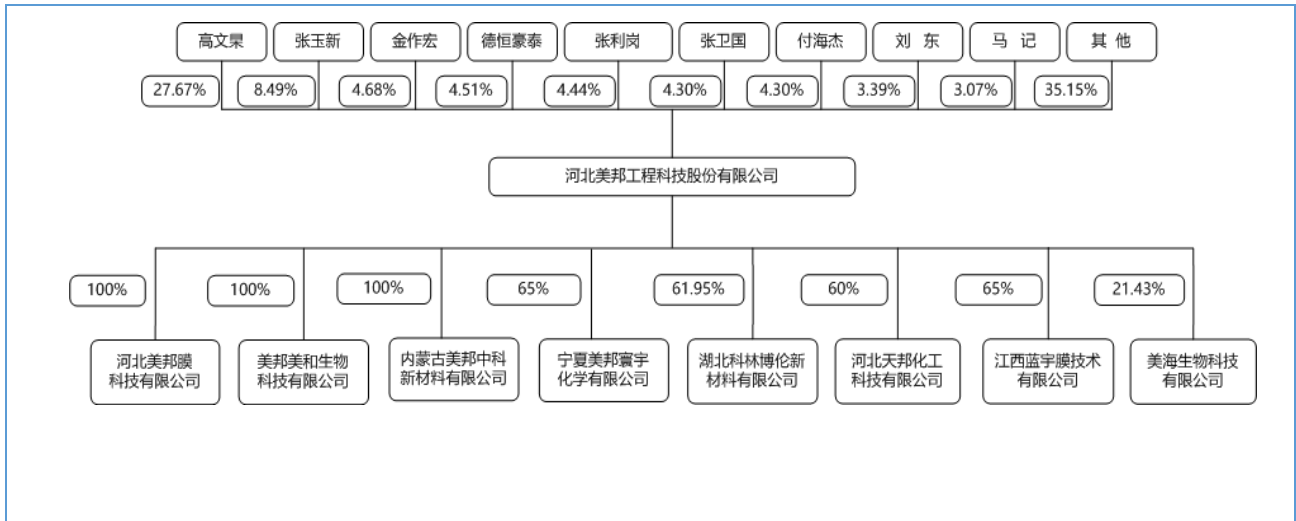 高文杲 张玉新 金作宏 德恒豪泰 张利岗 张卫国 付海杰 刘 东 马 记 其 他
27.67% 8.49% 4.68% 4.51% 4.44% 4.30% 4.30% 3.39% 3.07% 35.15%
河北美邦工程科技股份有限公司
100% 100% 100% 65% 61.95% 60% 65% 21.43%
河北美邦膜
科技有限公司
美邦美和生物
科技有限公司
内蒙古美邦中科
新材料有限公司
宁夏美邦寰宇
化学有限公司
湖北科林博伦新
材料有限公司
河北天邦化工
科技有限公司
江西蓝宇膜技术
有限公司
美海生物科技
有限公司